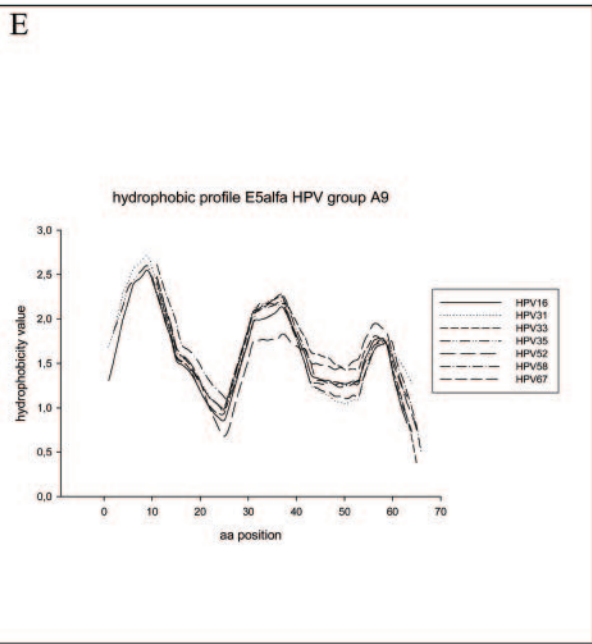 E
hydrophobic profile E5alfa HPV group A9
hydrophobicity value
3,0
2,5
2,0
1,5
1,0
0,5
0,0
0 10 20 30 40 50 60 70
aa position
HPV16
HPV31
HPV33
HPV35
HPV52
HPV58
HPV67